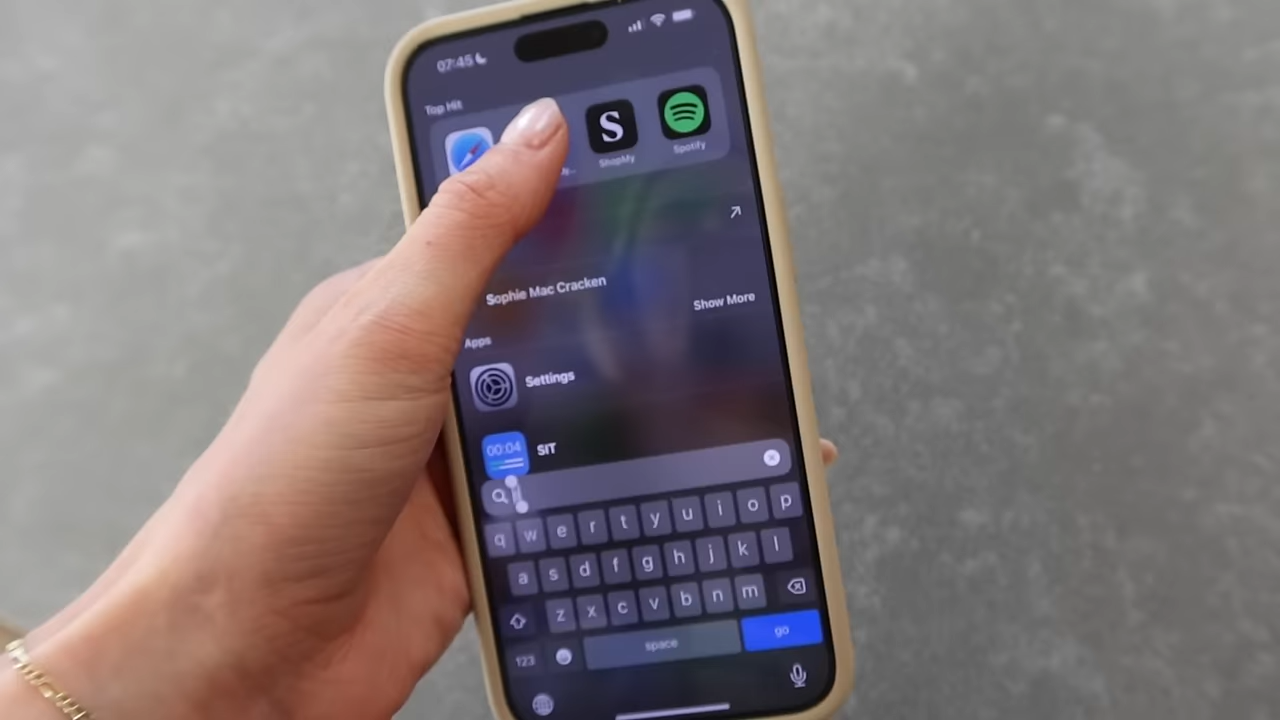 07:45
Top Hit
S
ShopMy
Spotify
Sophie Mac Cracken
Show More
Apps
Settings
00:04
SIT
q w e r t y u i o p
a s d f g h j k l
z x c v b n m
123
space
go